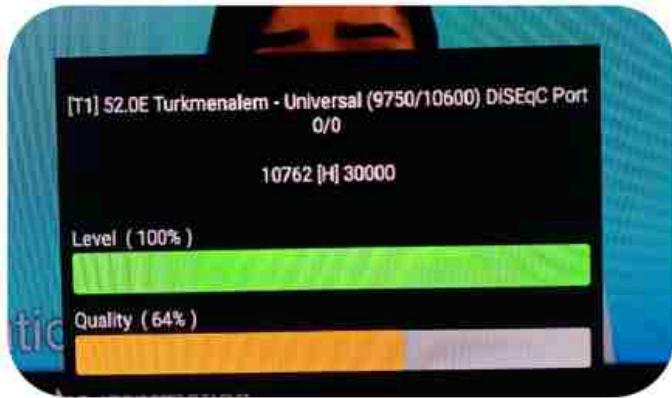 [T1] 52.0E Turkmenalem - Universal (9750/10600) DiSEqC Port
0/0
10762 [H] 30000
Level ( 100% )
Quality ( 64% )